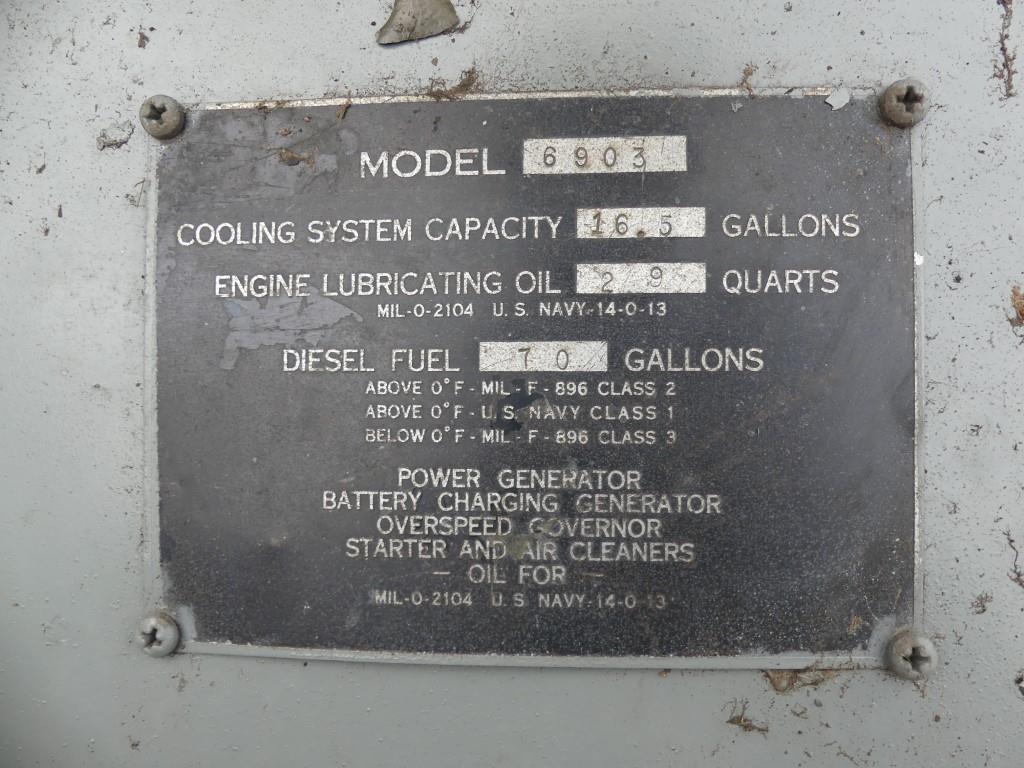 MODEL 6903
COOLING SYSTEM CAPACITY 16.5 GALLONS
ENGINE LUBRICATING OIL 29 QUARTS
MIL-O-2104 U.S. NAVY-14-O-13
DIESEL FUEL 70 GALLONS
ABOVE 0°F - MIL - F - 896 CLASS 2
ABOVE 0°F - U.S. NAVY CLASS 1
BELOW 0°F - MIL - F - 896 CLASS 3
POWER GENERATOR
BATTERY CHARGING GENERATOR
OVERSPEED GOVERNOR
STARTER AND AIR CLEANERS
— OIL FOR —
MIL-O-2104 U.S NAVY-14-O-13